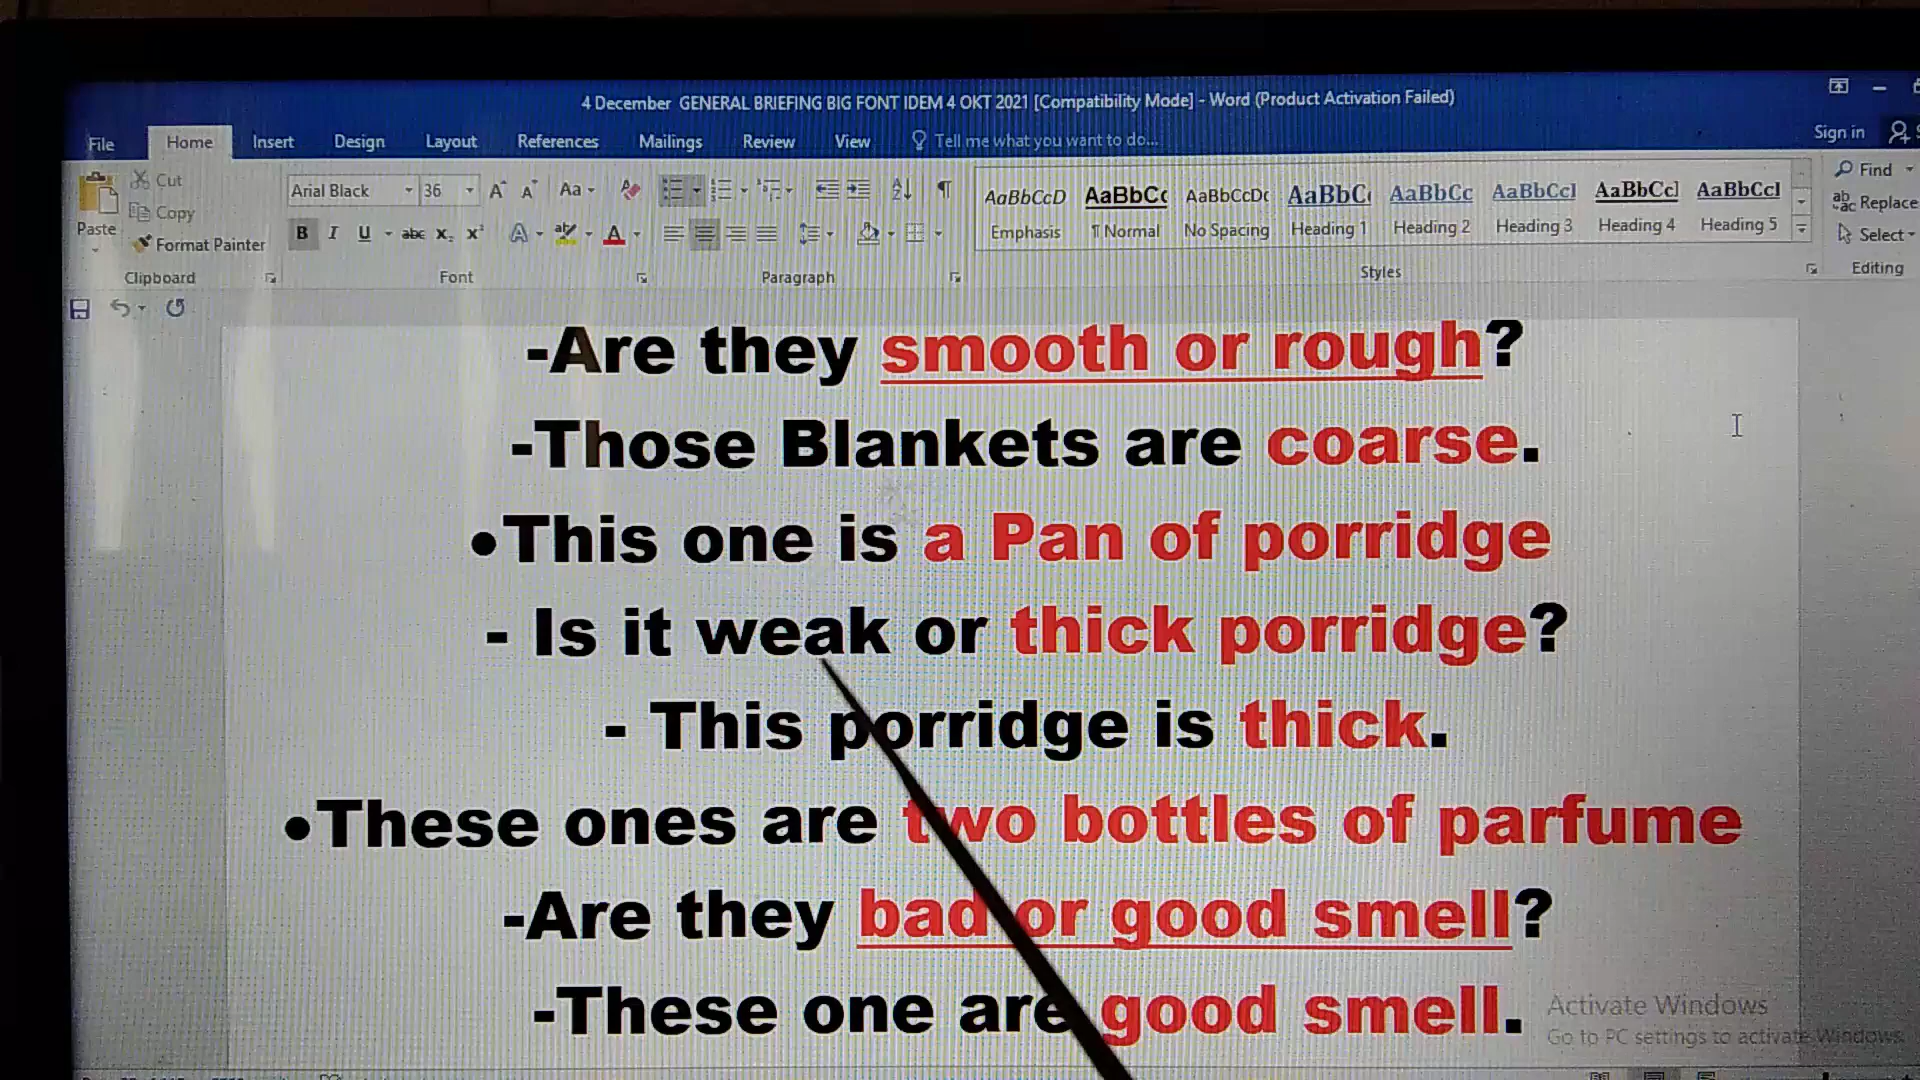 4 December GENERAL BRIEFING BIG FONT IDEM 4 OKT 2021 [Compatibility Mode] - Word (Product Activation Failed)
File Home Insert Design Layout References Mailings Review View Tell me what you want to do... Sign in
Cut
Copy
Format Painter
Paste
Clipboard
Arial Black 36
Font
Paragraph
AaBbCcD Emphasis
AaBbCc ¶ Normal
AaBbCcDc No Spacing
AaBbC Heading 1
AaBbCc Heading 2
AaBbCcI Heading 3
AaBbCcI Heading 4
AaBbCcI Heading 5
Styles
Find
Replace
Select
Editing
-Are they smooth or rough?
-Those Blankets are coarse.
•This one is a Pan of porridge
- Is it weak or thick porridge?
- This porridge is thick.
•These ones are two bottles of parfume
-Are they bad or good smell?
-These one are good smell.
Activate Windows
Go to PC settings to activate Windows.